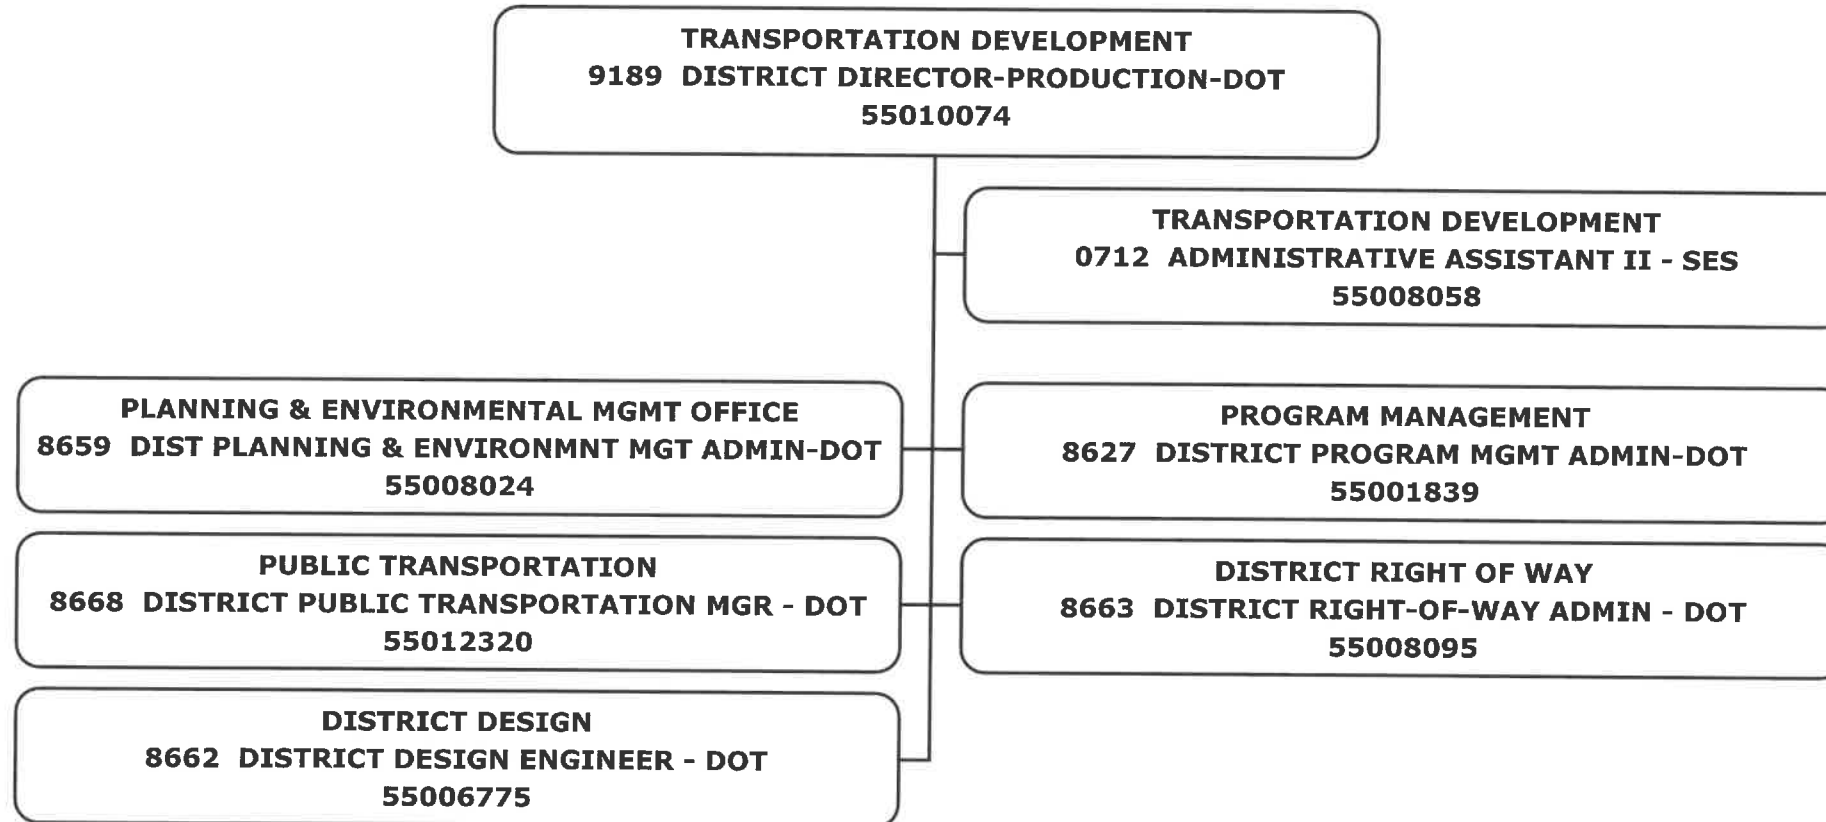 TRANSPORTATION DEVELOPMENT
9189 DISTRICT DIRECTOR-PRODUCTION-DOT
55010074
TRANSPORTATION DEVELOPMENT
0712 ADMINISTRATIVE ASSISTANT II - SES
55008058
PLANNING & ENVIRONMENTAL MGMT OFFICE
8659 DIST PLANNING & ENVIRONMNT MGT ADMIN-DOT
55008024
PROGRAM MANAGEMENT
8627 DISTRICT PROGRAM MGMT ADMIN-DOT
55001839
PUBLIC TRANSPORTATION
8668 DISTRICT PUBLIC TRANSPORTATION MGR - DOT
55012320
DISTRICT RIGHT OF WAY
8663 DISTRICT RIGHT-OF-WAY ADMIN - DOT
55008095
DISTRICT DESIGN
8662 DISTRICT DESIGN ENGINEER - DOT
55006775